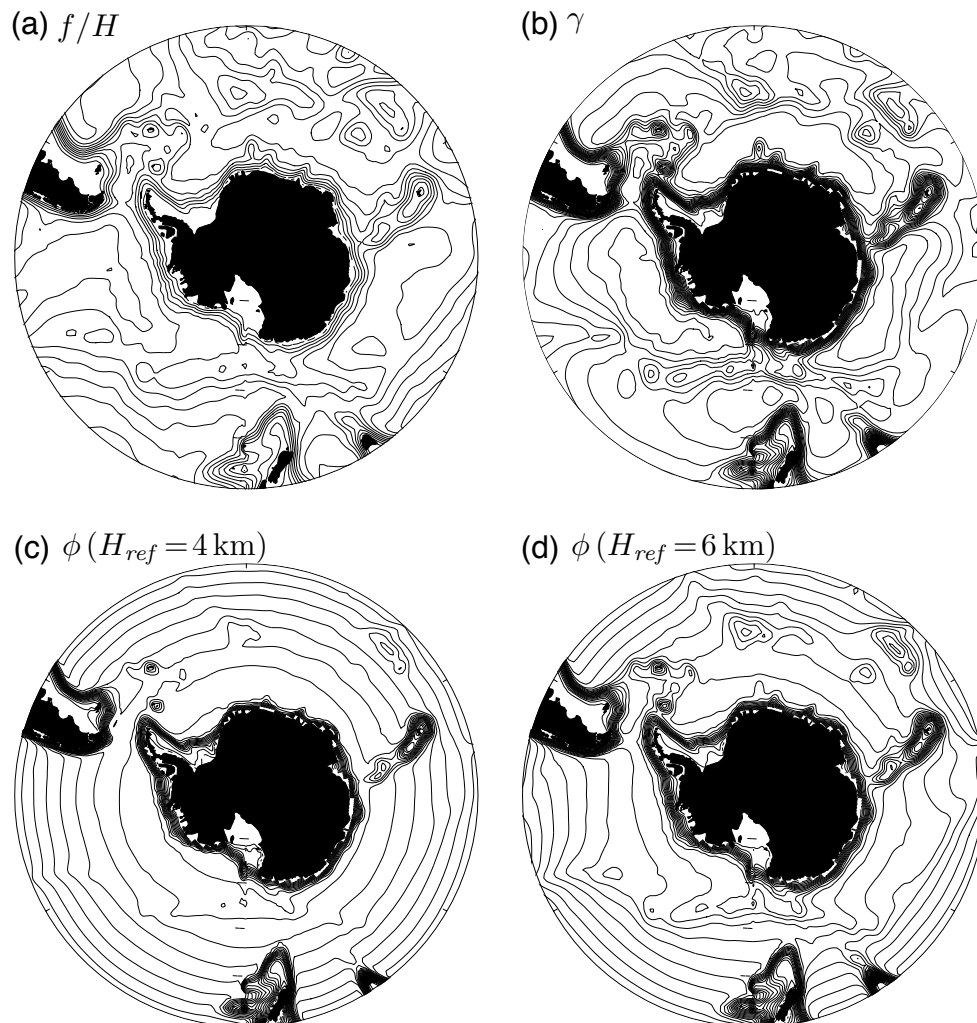 (a) f/H
(b) γ
(c) ϕ (H_ref = 4 km)
(d) ϕ (H_ref = 6 km)